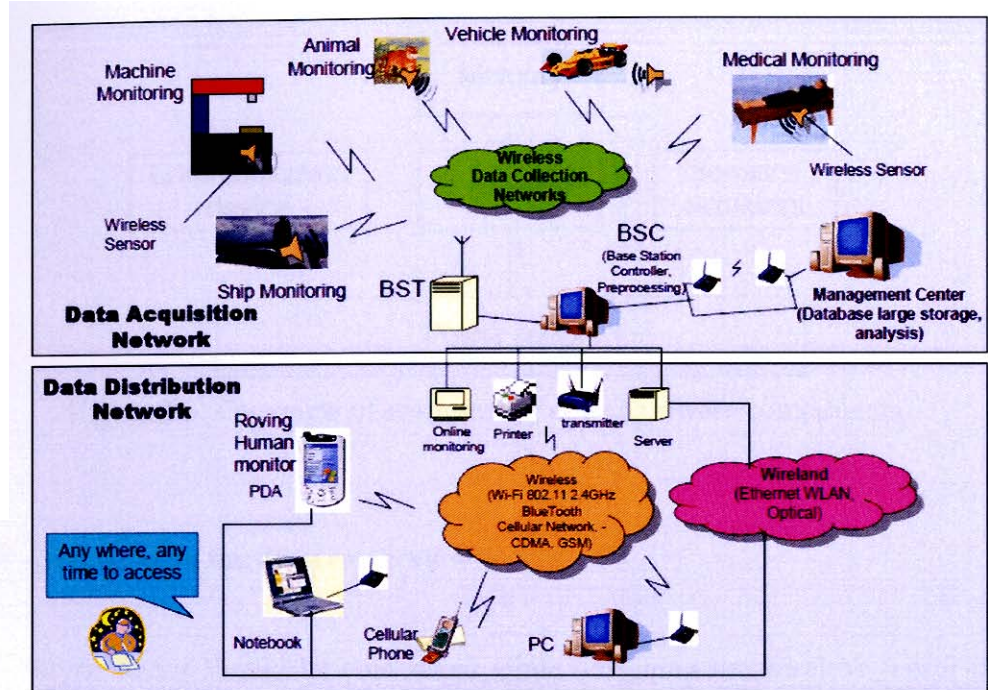 Animal
Monitoring
Vehicle Monitoring
Machine
Monitoring
Medical Monitoring
Wireless
Data Collection
Networks
Wireless Sensor
Wireless
Sensor
Ship Monitoring
BST
BSC
(Base Station
Controller,
Preprocessing)
Management Center
(Database large storage,
analysis)
Data Acquisition
Network
Data Distribution
Network
Online
monitoring
Printer
transmitter
Server
Roving
Human
monitor
PDA
Wireless
(Wi-Fi 802.11 2.4GHz
BlueTooth
Cellular Network, -
CDMA, GSM)
Wireland
(Ethernet WLAN,
Optical)
Any where, any
time to access
Notebook
Cellular
Phone
PC